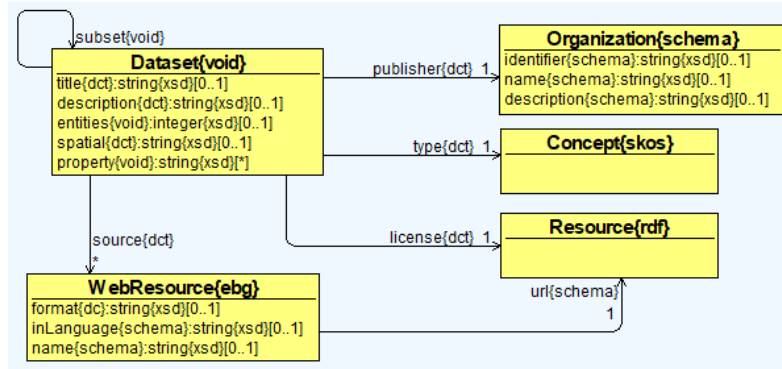 subset{void}
Dataset{void}
title{dct}:string{xsd}[0..1]
description{dct}:string{xsd}[0..1]
entities{void}:integer{xsd}[0..1]
spatial{dct}:string{xsd}[0..1]
property{void}:string{xsd}[*]
publisher{dct} 1
Organization{schema}
identifier{schema}:string{xsd}[0..1]
name{schema}:string{xsd}[0..1]
description{schema}:string{xsd}[0..1]
type{dct} 1
Concept{skos}
license{dct} 1
Resource{rdf}
source{dct}
*
WebResource{ebg}
format{dc}:string{xsd}[0..1]
inLanguage{schema}:string{xsd}[0..1]
name{schema}:string{xsd}[0..1]
url{schema}
1